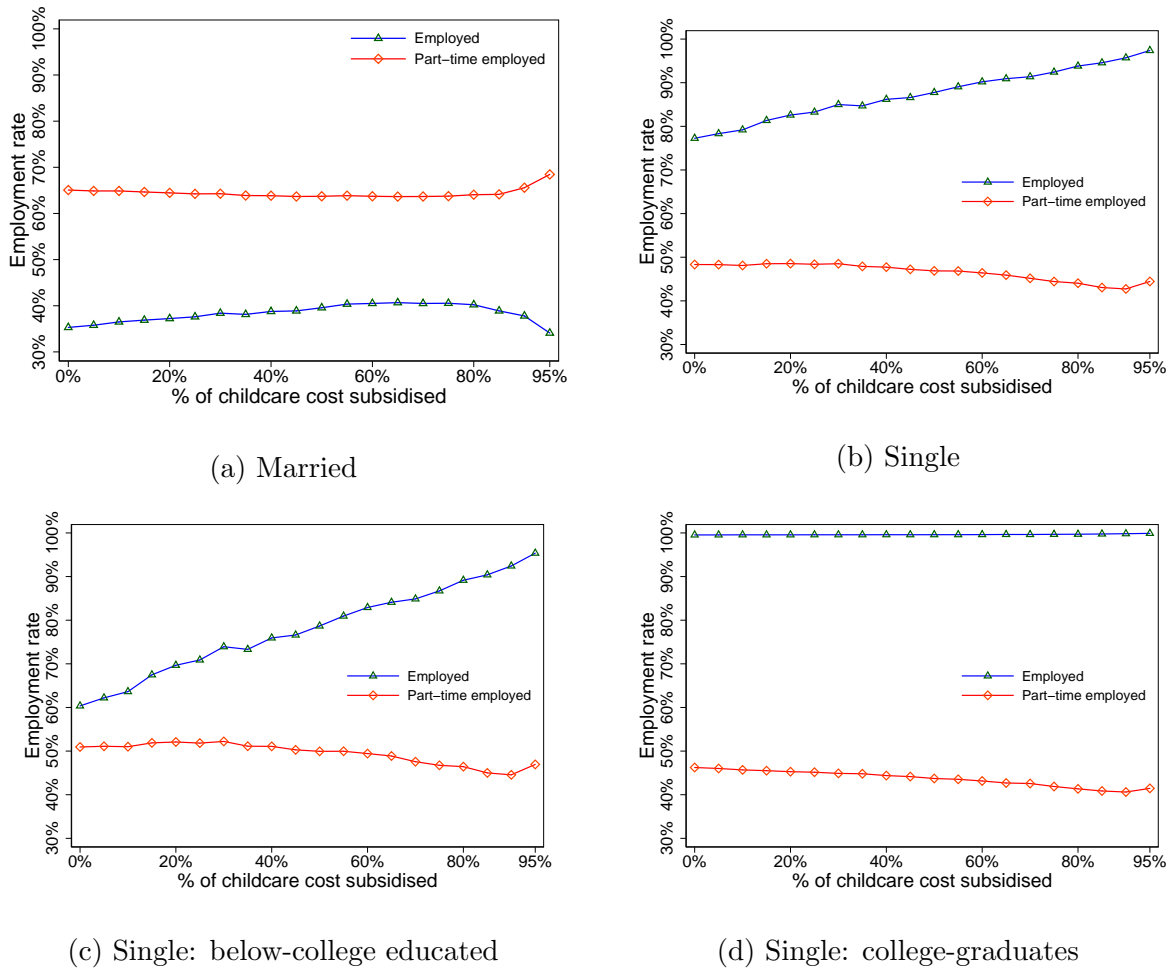 Employment rate
100%
90%
80%
70%
60%
50%
40%
30%
Employed
Part-time employed
0%
20%
40%
60%
80%
95%
% of childcare cost subsidised
(a) Married
Employment rate
100%
90%
80%
70%
60%
50%
40%
30%
Employed
Part-time employed
0%
20%
40%
60%
80%
95%
% of childcare cost subsidised
(b) Single
Employment rate
100%
90%
80%
70%
60%
50%
40%
30%
Employed
Part-time employed
0%
20%
40%
60%
80%
95%
% of childcare cost subsidised
(c) Single: below-college educated
Employment rate
100%
90%
80%
70%
60%
50%
40%
30%
Employed
Part-time employed
0%
20%
40%
60%
80%
95%
% of childcare cost subsidised
(d) Single: college-graduates